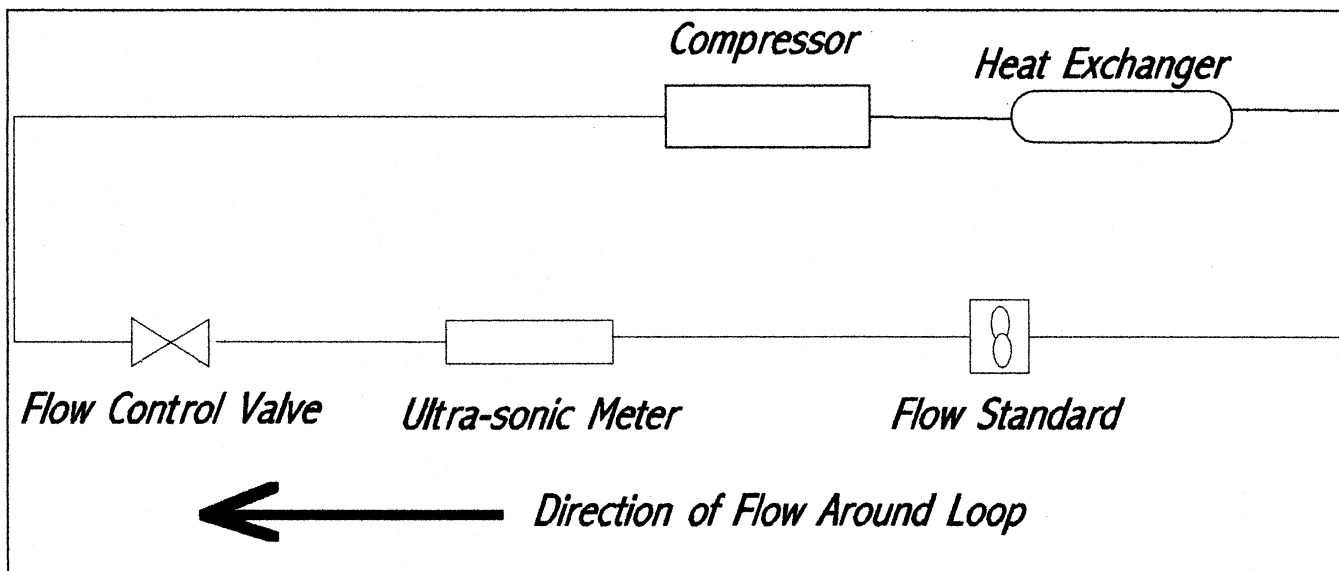 Compressor
Heat Exchanger
Flow Control Valve
Ultra-sonic Meter
Flow Standard
Direction of Flow Around Loop